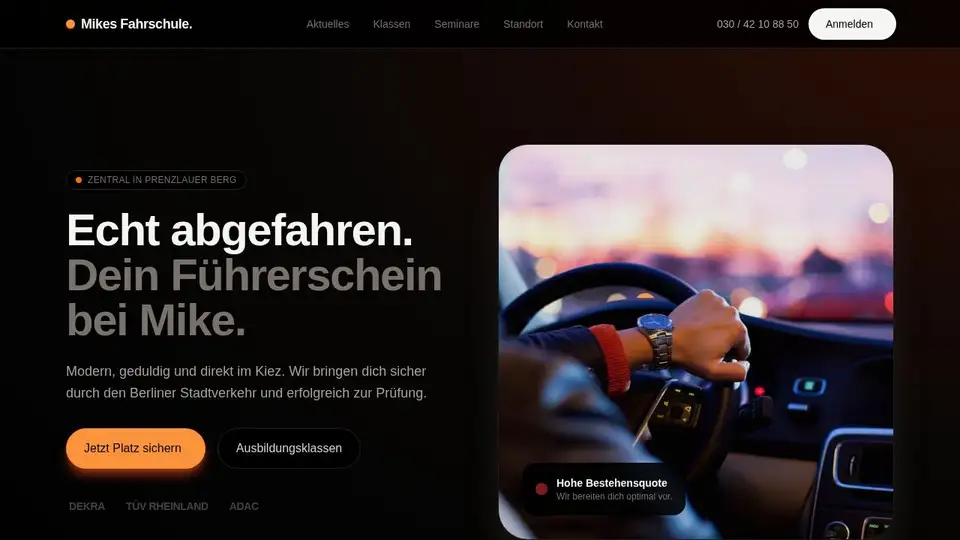 Mikes Fahrschule.
Aktuelles
Klassen
Seminare
Standort
Kontakt
030 / 42 10 88 50
Anmelden
ZENTRAL IN PRENZLAUER BERG
Echt abgefahren.
Dein Führerschein
bei Mike.
Modern, geduldig und direkt im Kiez. Wir bringen dich sicher
durch den Berliner Stadtverkehr und erfolgreich zur Prüfung.
Jetzt Platz sichern
Ausbildungsklassen
DEKRA
TÜV RHEINLAND
ADAC
Hohe Bestehensquote
Wir bereiten dich optimal vor.